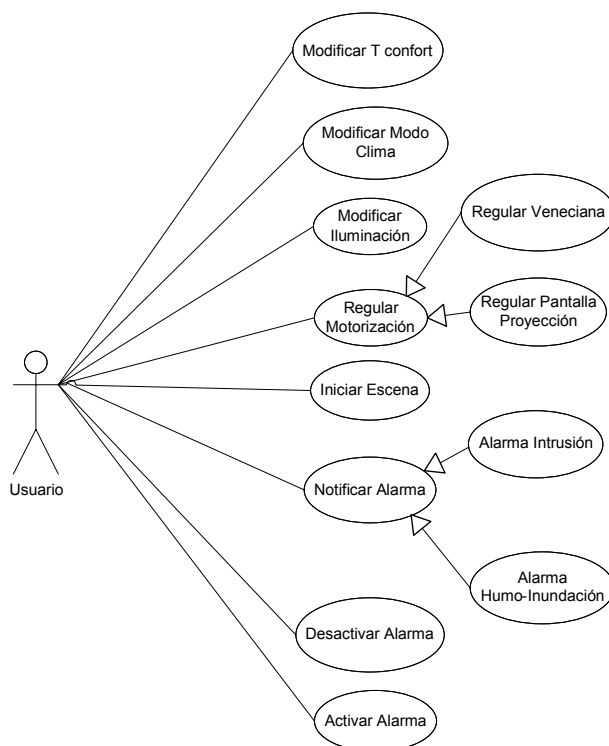 Modificar T confort
Modificar Modo
Clima
Modificar
Iluminación
Regular Veneciana
Regular
Motorización
Regular Pantalla
Proyección
Iniciar Escena
Alarma Intrusión
Notificar Alarma
Usuario
Alarma
Humo-Inundación
Desactivar Alarma
Activar Alarma